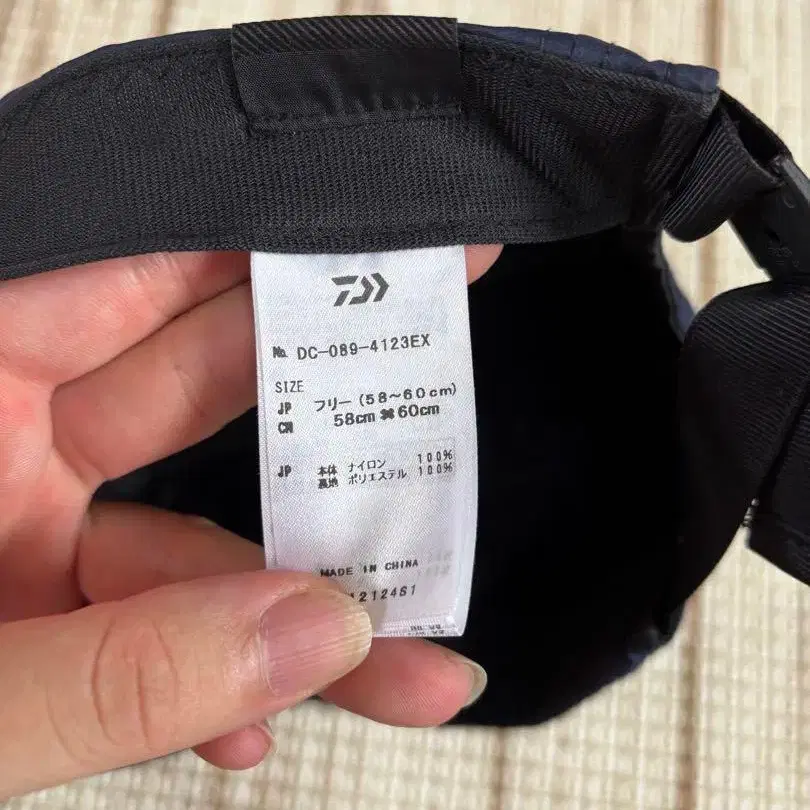 № DC-089-4123EX
SIZE
JP フリー(58~60cm)
CN 58cm ✖ 60cm
JP 本体 ナイロン 100%
裏地 ポリエステル 100%
MADE IN CHINA
12124S1